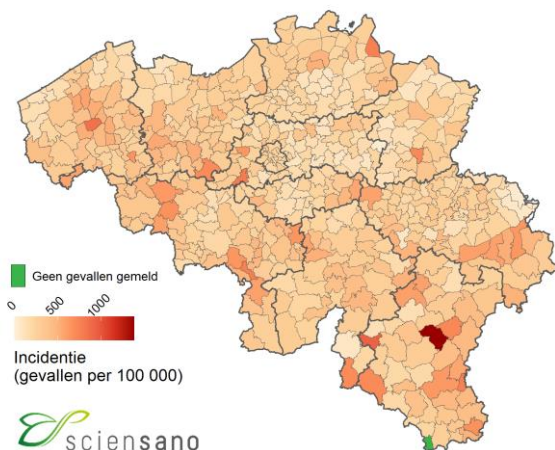 Geen gevallen gemeld
0 500 1000
Incidentie
(gevallen per 100 000)
sciensano